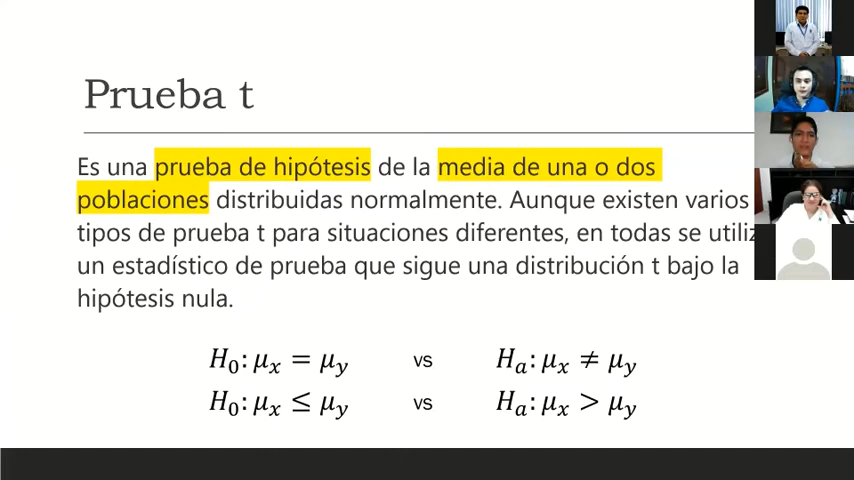 Prueba t
Es una prueba de hipótesis de la media de una o dos
poblaciones distribuidas normalmente. Aunque existen varios
tipos de prueba t para situaciones diferentes, en todas se utiliz
un estadístico de prueba que sigue una distribución t bajo la
hipótesis nula.
H₀: μₓ = μᵧ vs Hₐ: μₓ ≠ μᵧ
H₀: μₓ ≤ μᵧ vs Hₐ: μₓ > μᵧ